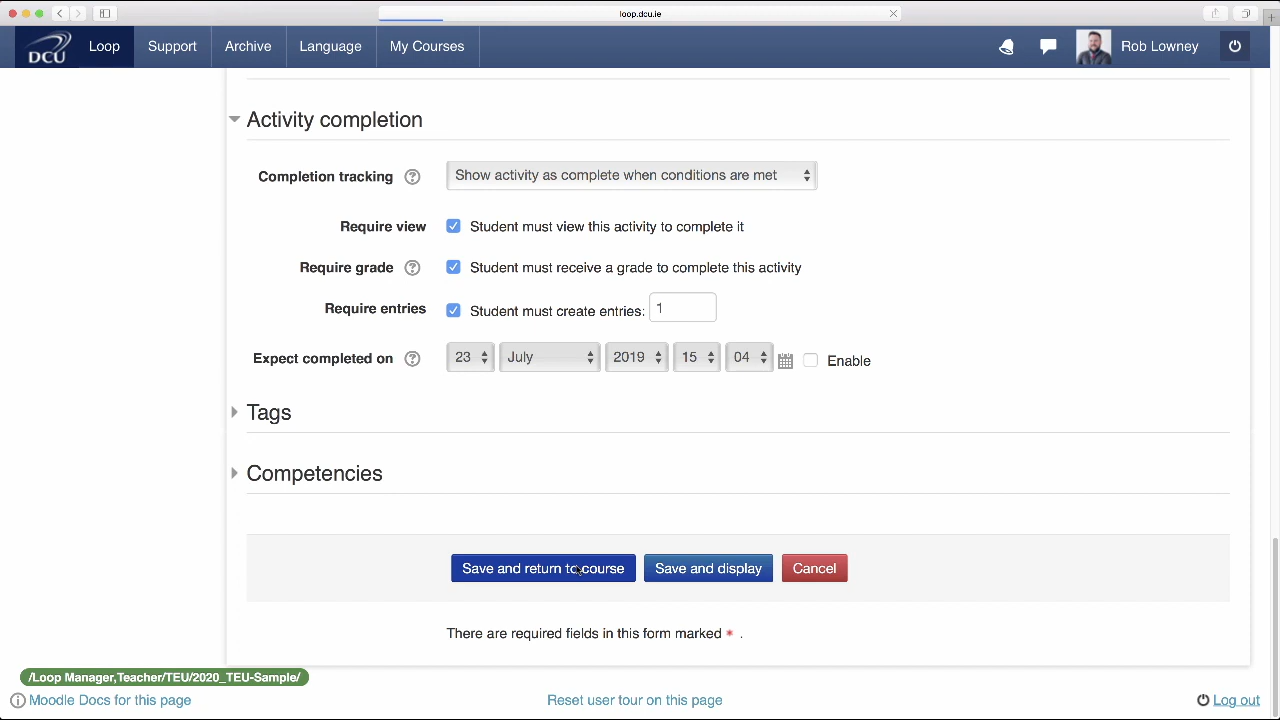 loop.dcu.ie
DCU Loop Support Archive Language My Courses Rob Lowney
Activity completion
Completion tracking Show activity as complete when conditions are met
Require view Student must view this activity to complete it
Require grade Student must receive a grade to complete this activity
Require entries Student must create entries: 1
Expect completed on 23 July 2019 15 04 Enable
Tags
Competencies
Save and return to course Save and display Cancel
There are required fields in this form marked * .
/Loop Manager,Teacher/TEU/2020_TEU-Sample/
Moodle Docs for this page Reset user tour on this page Log out